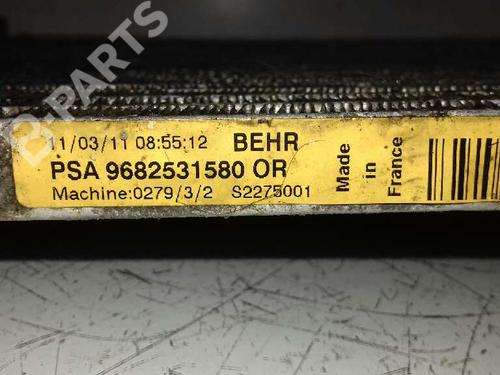 B-PARTS
11/03/11 08:55:12 BEHR
PSA 9682531580 OR
Machine:0279/3/2 S2275001
Made
in
France